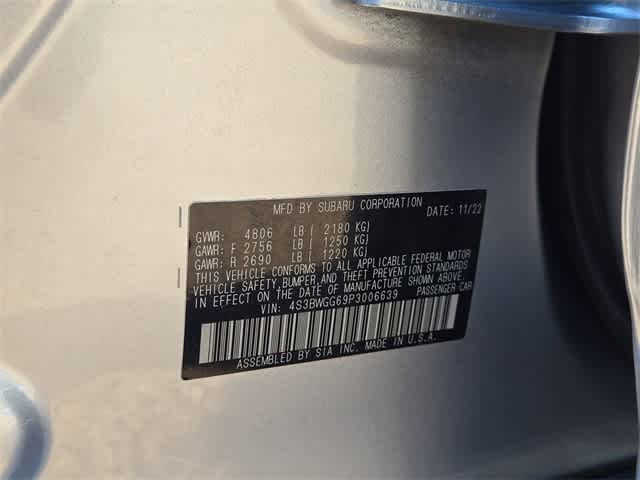 MFD BY SUBARU CORPORATION
DATE: 11/22
GVWR: 4806 LB ( 2180 KG)
GAWR: F 2756 LB ( 1250 KG)
GAWR: R 2690 LB ( 1220 KG)
THIS VEHICLE CONFORMS TO ALL APPLICABLE FEDERAL MOTOR
VEHICLE SAFETY, BUMPER, AND THEFT PREVENTION STANDARDS
IN EFFECT ON THE DATE OF MANUFACTURE SHOWN ABOVE.
VIN: 4S3BWGG69P3006639 PASSENGER CAR
ASSEMBLED BY SIA INC. MADE IN U.S.A.